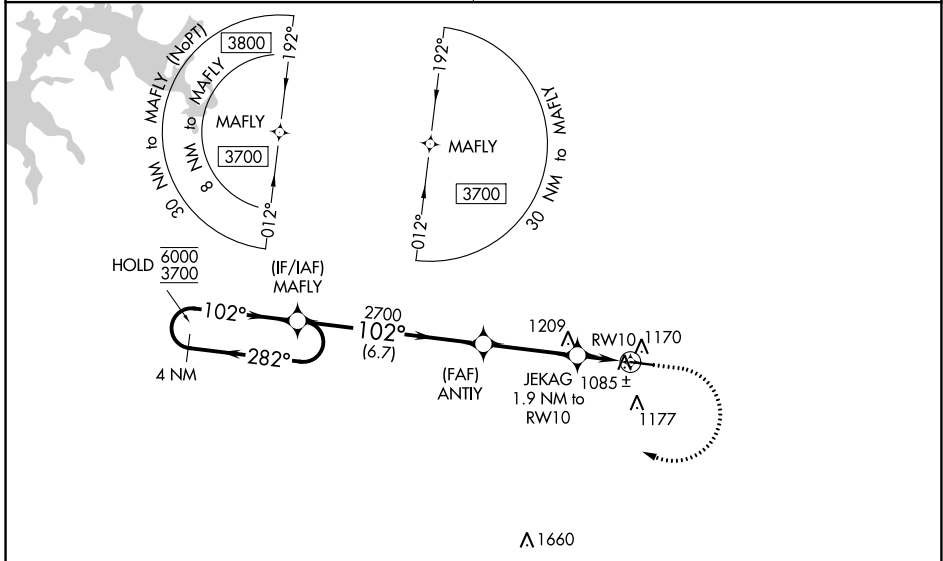 30 NM to MAFLY (NoPT)
3800
8 NM to MAFLY
192°
MAFLY
3700
012°
192°
MAFLY
3700
012°
30 NM to MAFLY
HOLD 6000
3700
(IF/IAF)
MAFLY
102°
282°
4 NM
2700
102°
(6.7)
(FAF)
ANTIY
1209
JEKAG
1.9 NM to
RW10
RW10
1170
1085 ±
1177
1660